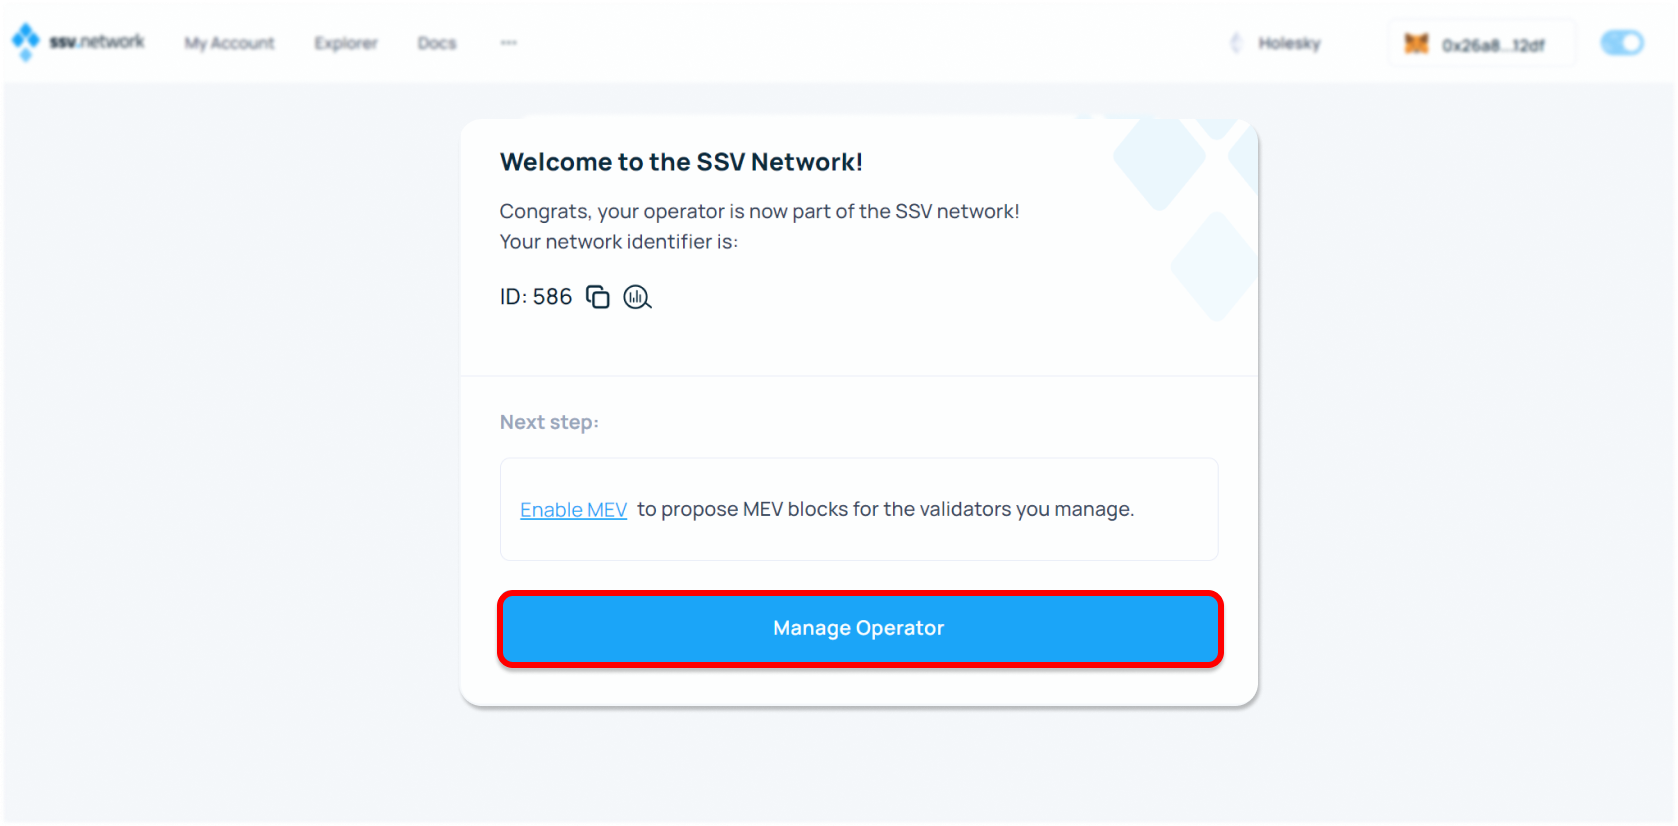 ssv.network My Account Explorer Docs ... Holesky 0x26a8...12df
Welcome to the SSV Network!
Congrats, your operator is now part of the SSV network!
Your network identifier is:
ID: 586
Next step:
Enable MEV to propose MEV blocks for the validators you manage.
Manage Operator